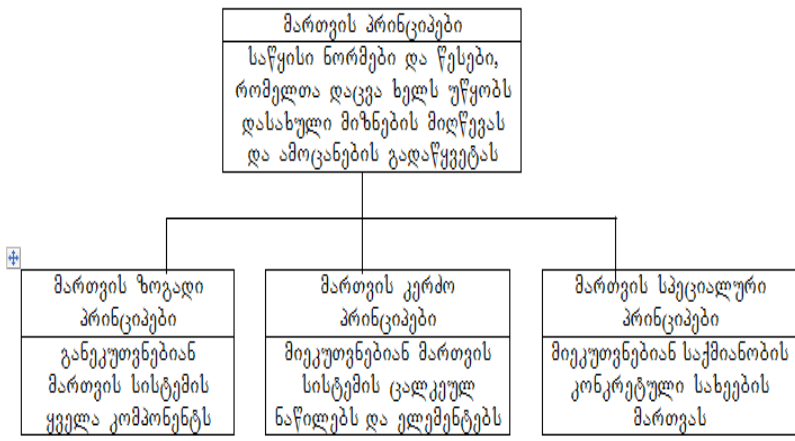 მართვის პრინციპები
საწყისი ნორმები და წესები,
რომელთა დაცვა ხელს უწყობს
დასახული მიზნების მიღწევას
და ამოცანების გადაწყვეტას
მართვის ზოგადი
პრინციპები
განეკუთვნებიან
მართვის სისტემის
ყველა კომპონენტს
მართვის კერძო
პრინციპები
მიეკუთვნებიან მართვის
სისტემის ცალკეულ
ნაწილებს და ელემენტებს
მართვის სპეციალური
პრინციპები
მიეკუთვნებიან საქმიანობის
კონკრეტული სახეების
მართვას